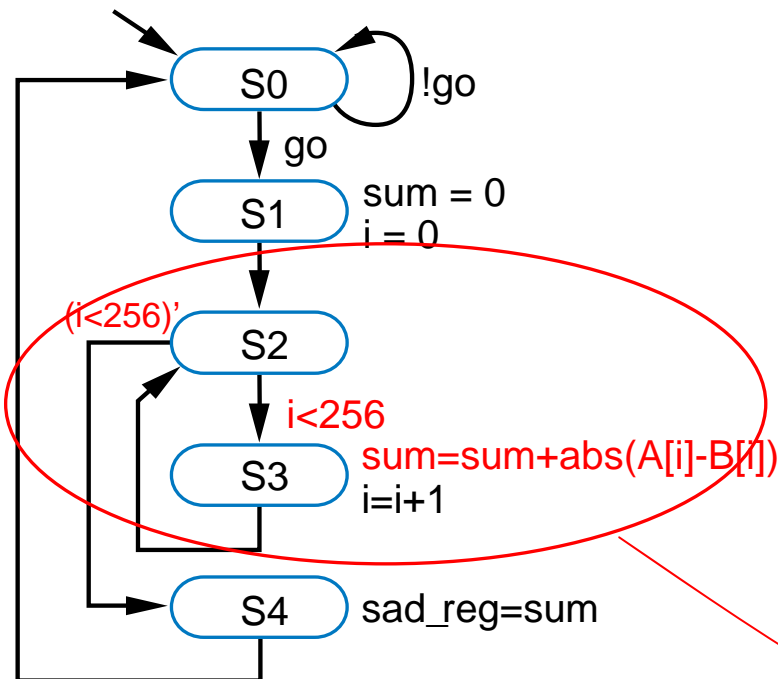 S0
!go
go
S1
sum = 0
i = 0
(i<256)’
S2
i<256
S3
sum=sum+abs(A[i]-B[i])
i=i+1
S4
sad_reg=sum